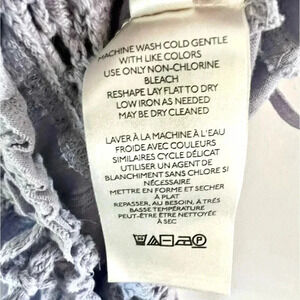 MACHINE WASH COLD GENTLE
WITH LIKE COLORS
USE ONLY NON-CHLORINE
BLEACH
RESHAPE LAY FLAT TO DRY
LOW IRON AS NEEDED
MAY BE DRY CLEANED
LAVER À LA MACHINE À L'EAU
FROIDE AVEC COULEURS
SIMILAIRES CYCLE DÉLICAT
UTILISER UN AGENT DE
BLANCHIMENT SANS CHLORE SI
NÉCESSAIRE
METTRE EN FORME ET SECHER
À PLAT
REPASSER, AU BESOIN, À TRÈS
BASSE TEMPÉRATURE
PEUT-ÊTRE ÊTRE NETTOYÉE
À SEC
P